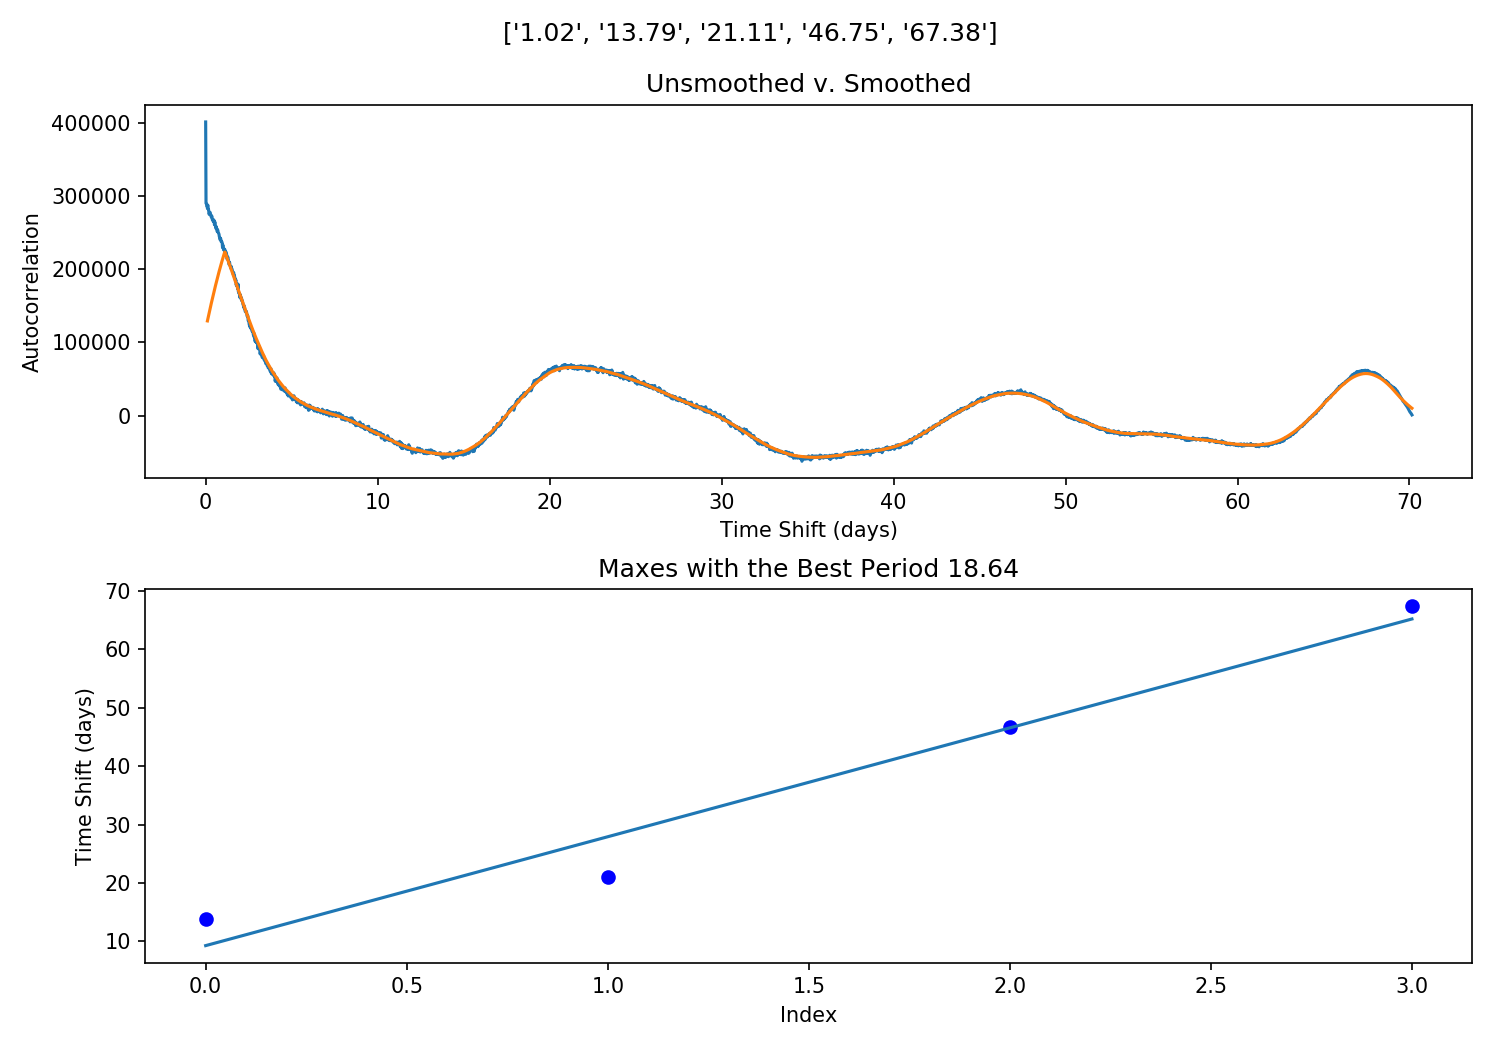 ['1.02', '13.79', '21.11', '46.75', '67.38']
Unsmoothed v. Smoothed
400000
300000
200000
100000
0
Autocorrelation
0 10 20 30 40 50 60 70
Time Shift (days)
Maxes with the Best Period 18.64
70
60
50
40
30
20
10
Time Shift (days)
0.0 0.5 1.0 1.5 2.0 2.5 3.0
Index